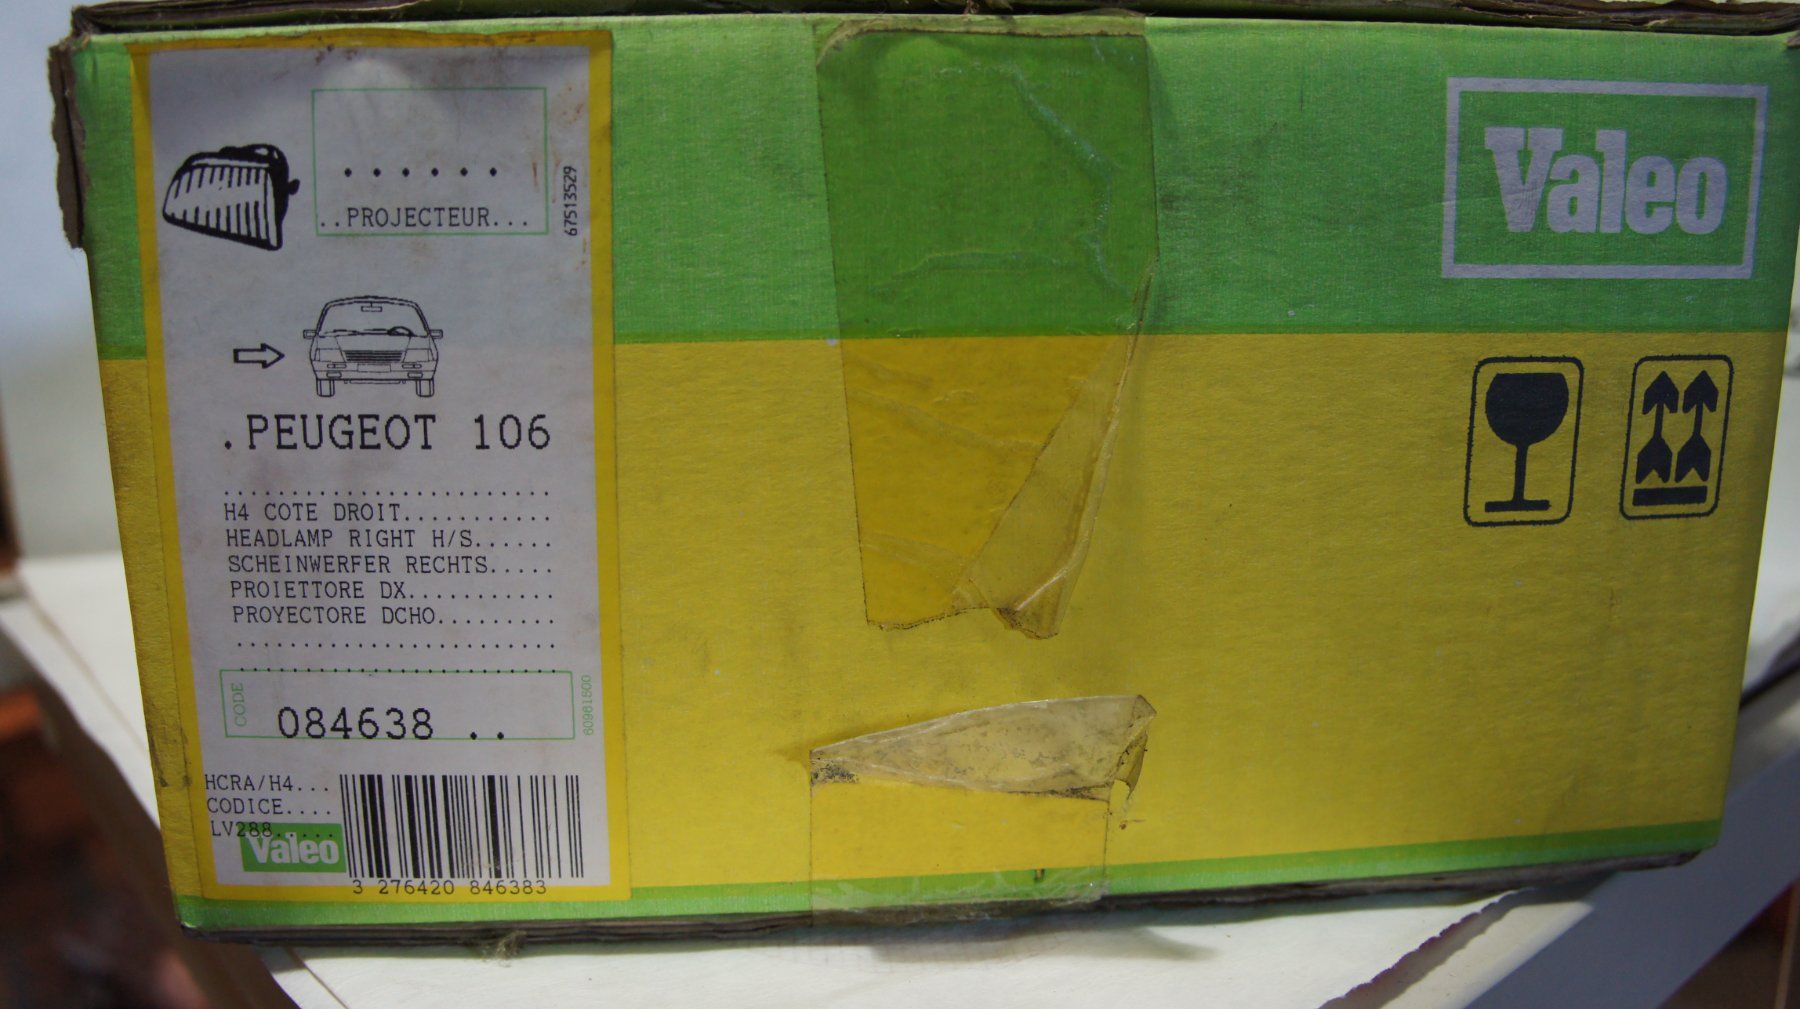 ......
..PROJECTEUR...
67513529
.PEUGEOT 106
........................
H4 COTE DROIT...........
HEADLAMP RIGHT H/S......
SCHEINWERFER RECHTS.....
PROIETTORE DX...........
PROYECTORE DCHO.........
........................
........................
CODE
084638 ..
60981500
HCRA/H4...
CODICE....
LV288.....
Valeo
3 276420 846383
Valeo